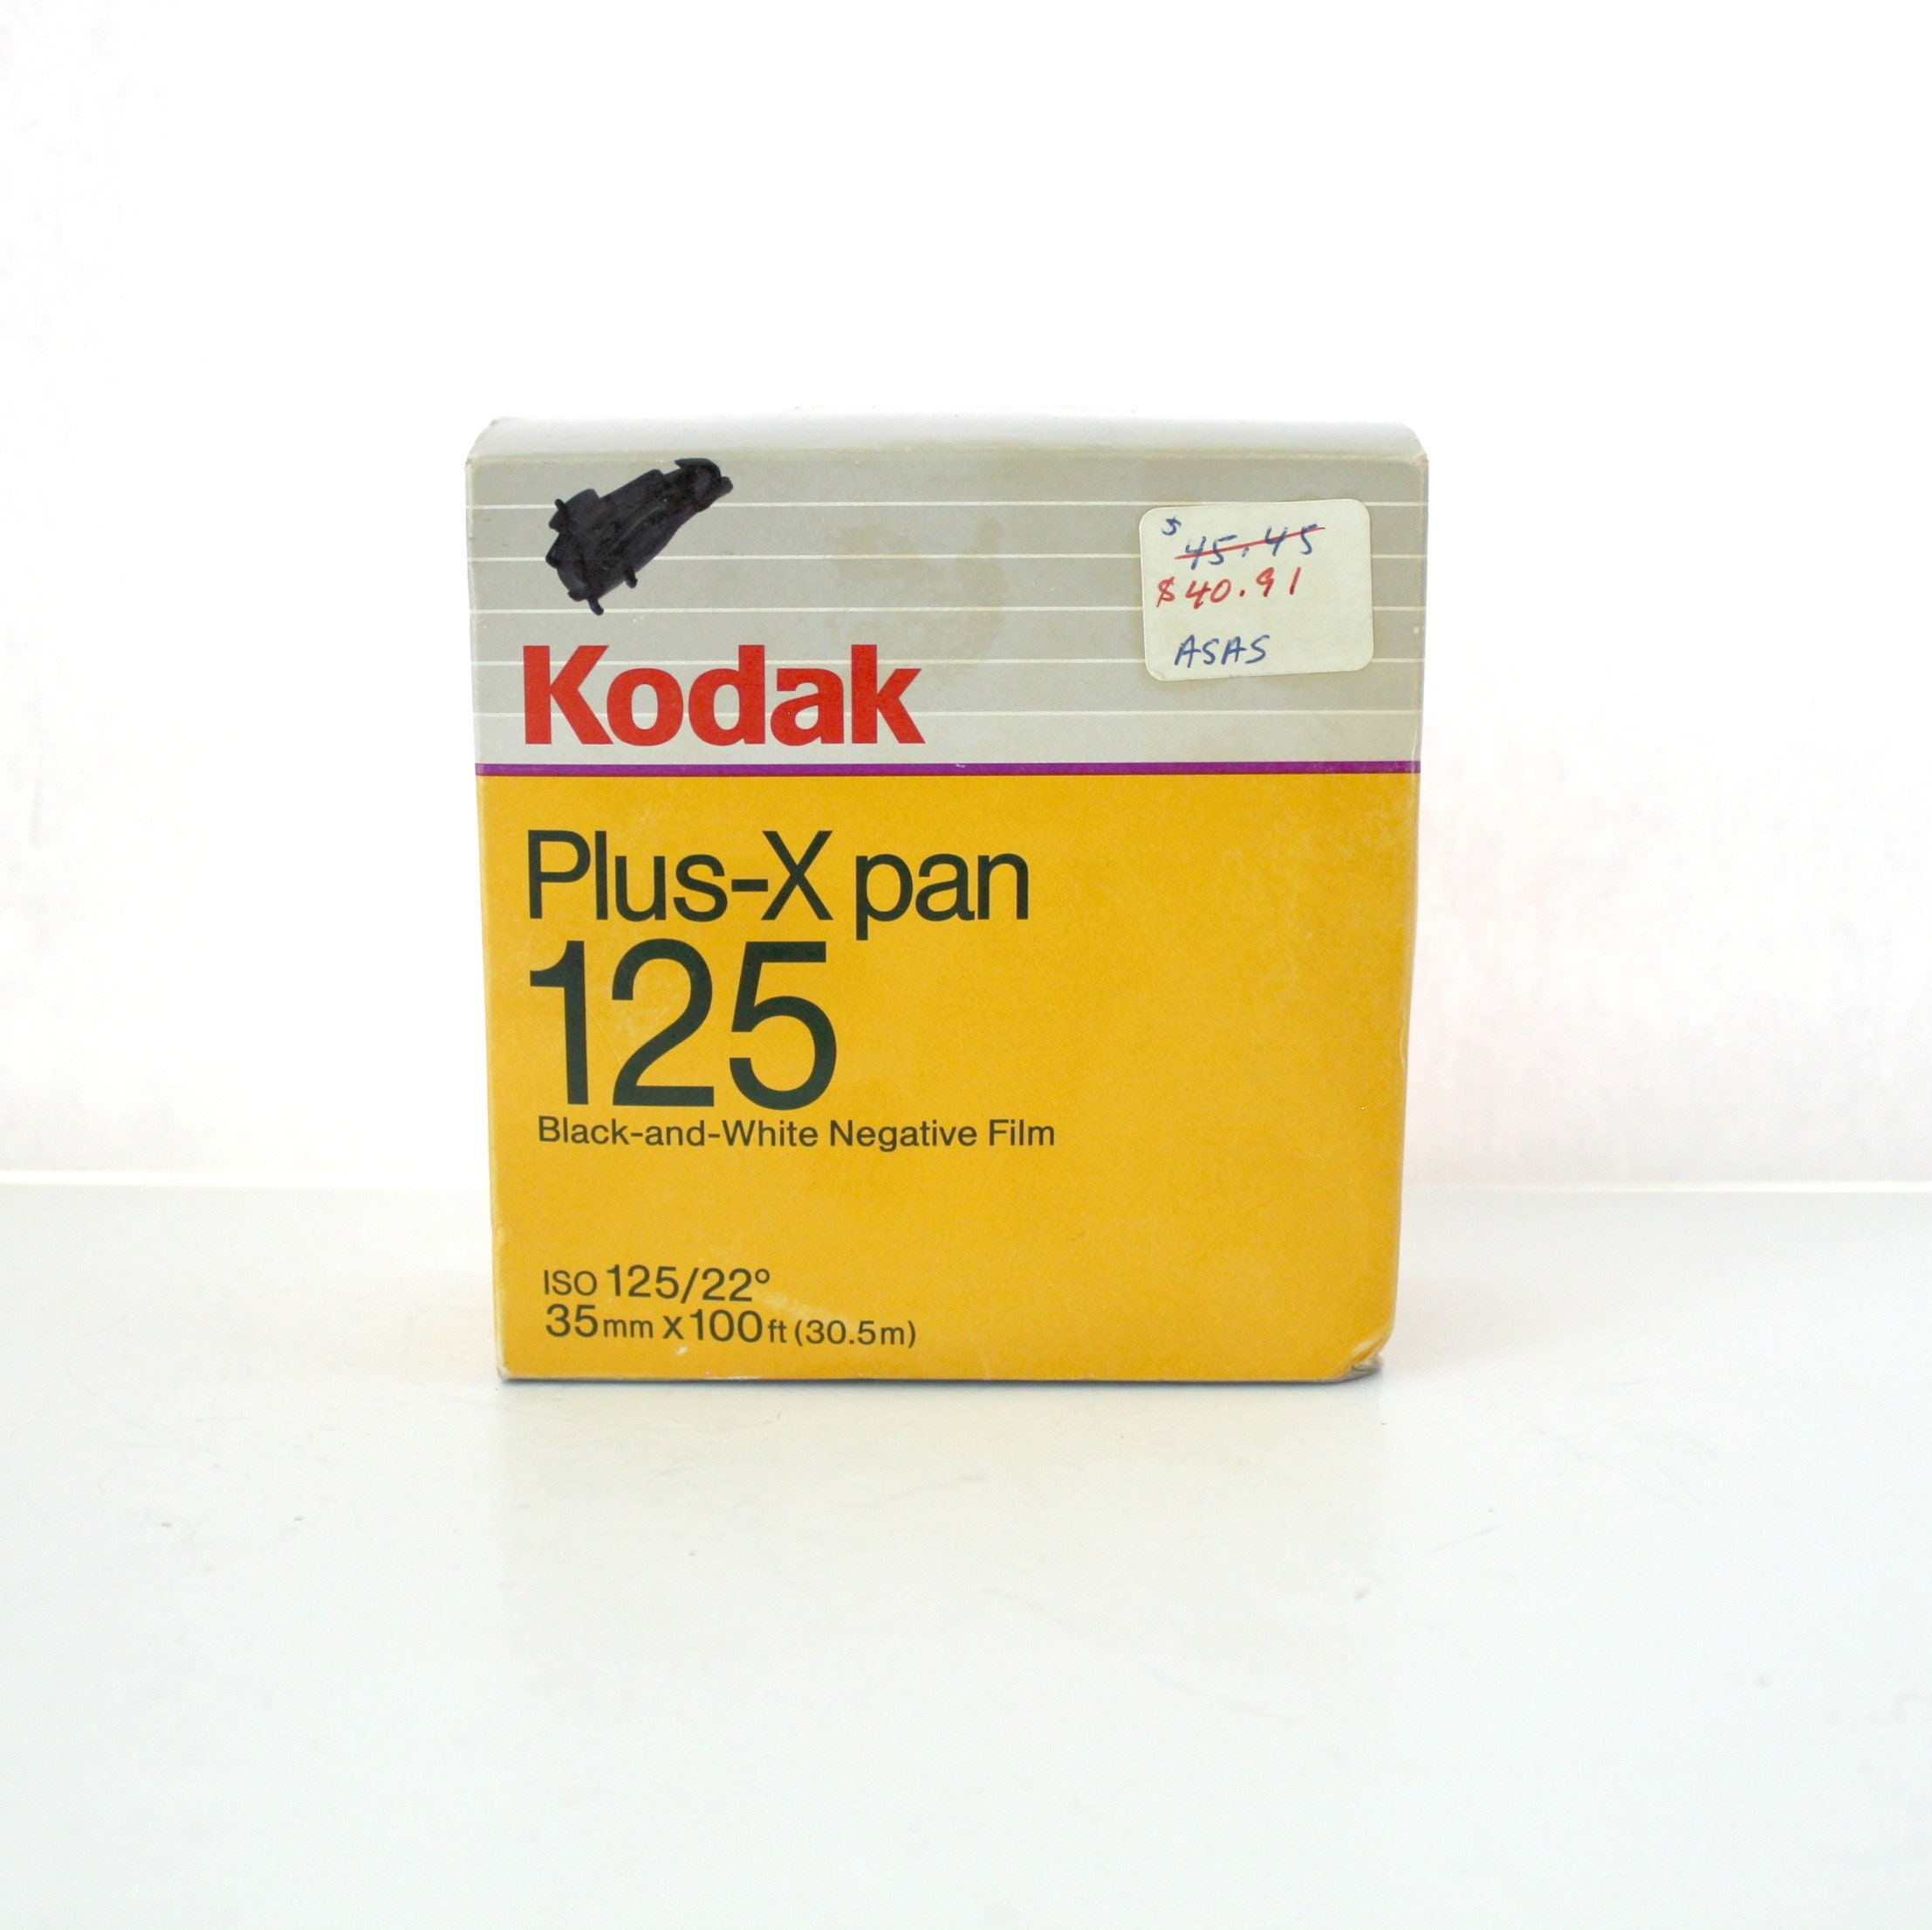 $45.45
$40.91
ASAS
Kodak
Plus-X pan
125
Black-and-White Negative Film
ISO 125/22°
35mm x 100ft (30.5m)